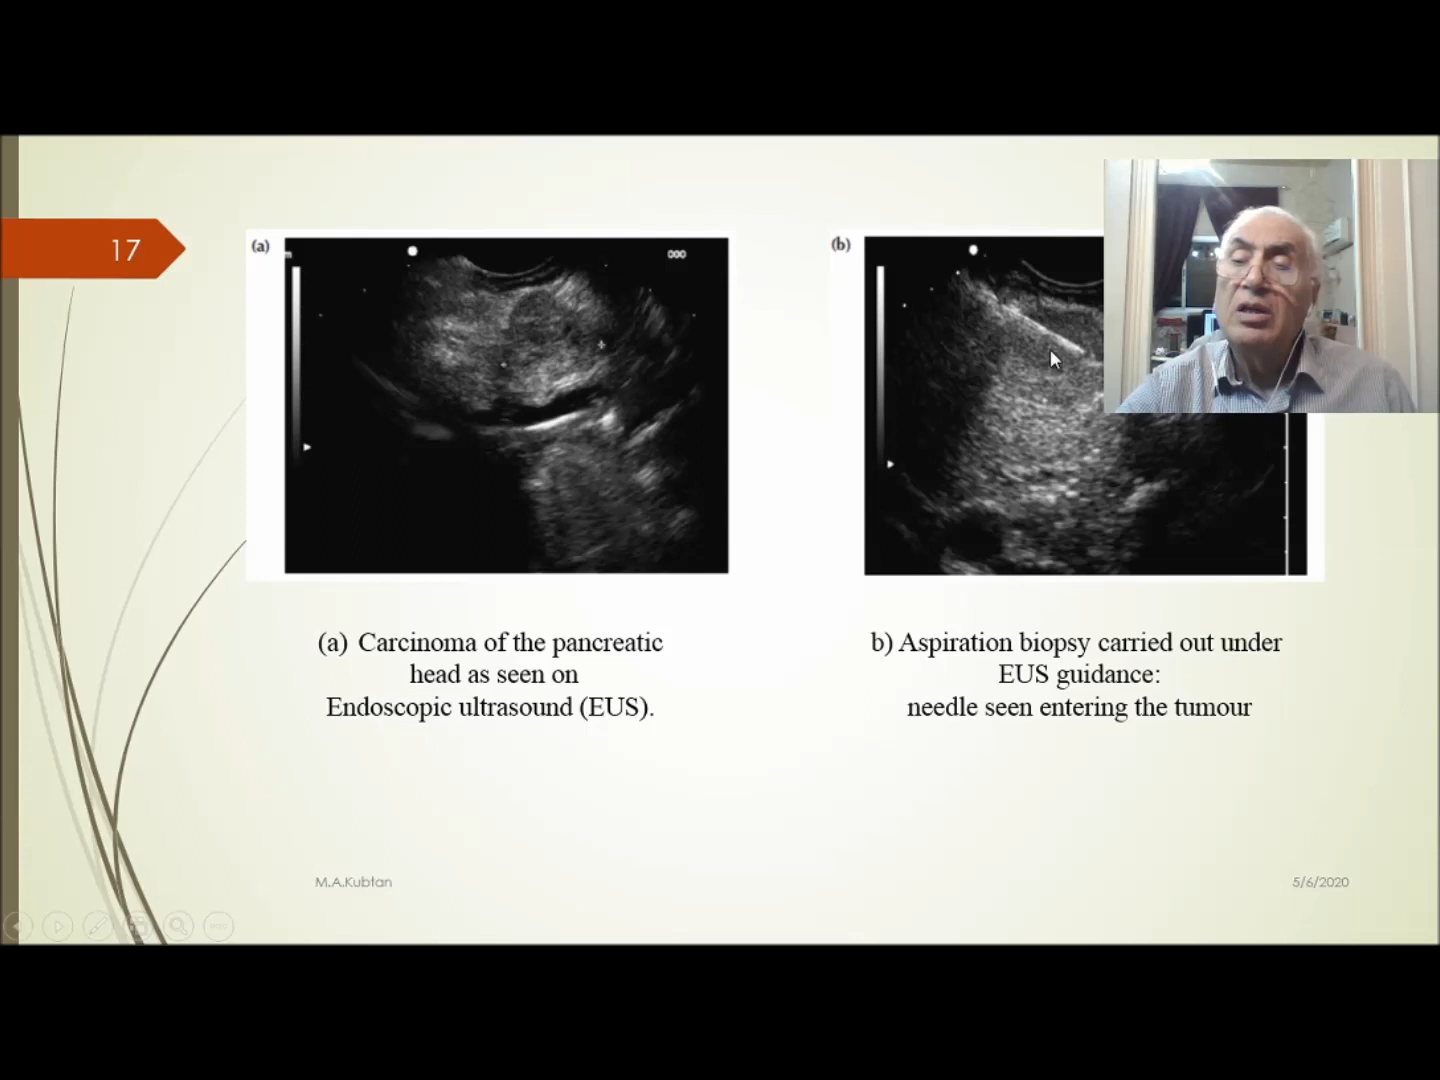 17
(a)
(b)
(a) Carcinoma of the pancreatic
head as seen on
Endoscopic ultrasound (EUS).
b) Aspiration biopsy carried out under
EUS guidance:
needle seen entering the tumour
M.A.Kubtan
5/6/2020